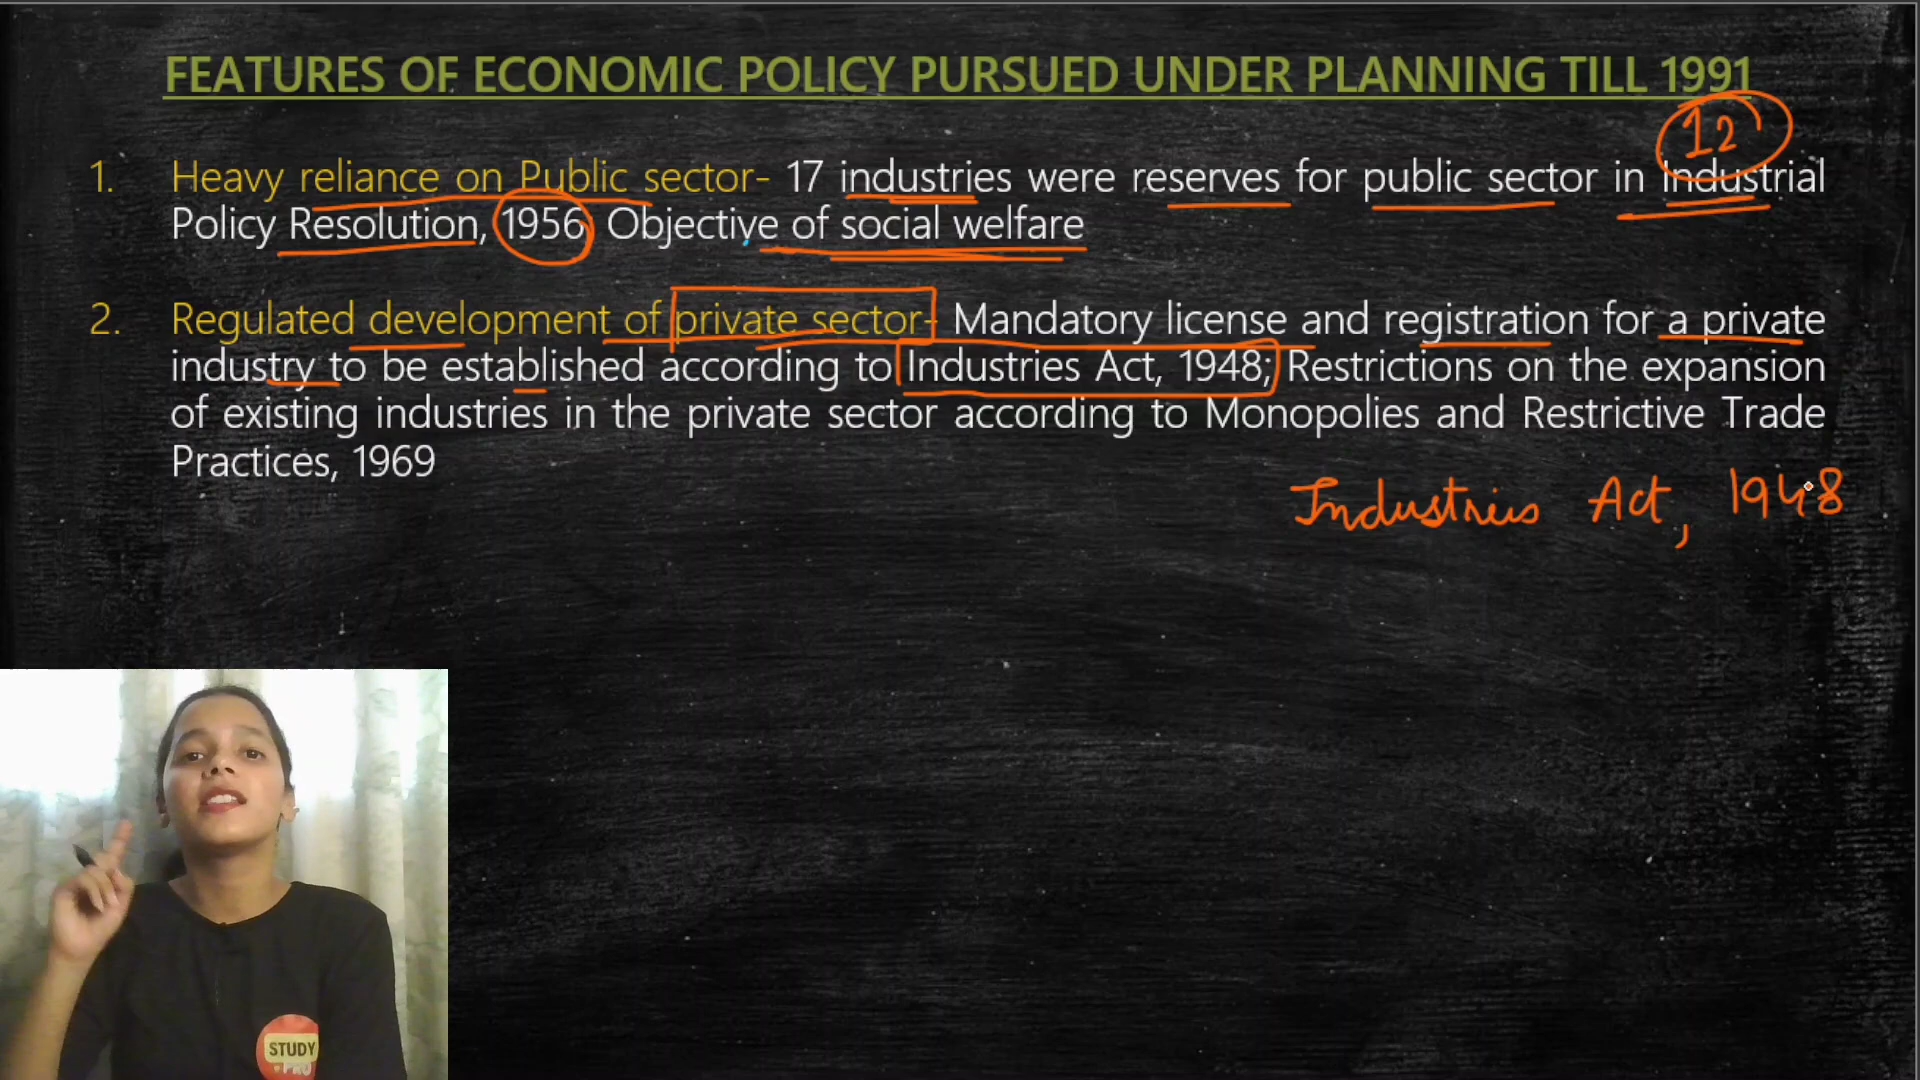 FEATURES OF ECONOMIC POLICY PURSUED UNDER PLANNING TILL 1991
12
1. Heavy reliance on Public sector- 17 industries were reserves for public sector in Industrial
Policy Resolution, 1956; Objective of social welfare
2. Regulated development of private sector- Mandatory license and registration for a private
industry to be established according to Industries Act, 1948; Restrictions on the expansion
of existing industries in the private sector according to Monopolies and Restrictive Trade
Practices, 1969
Industries Act, 1948
STUDY